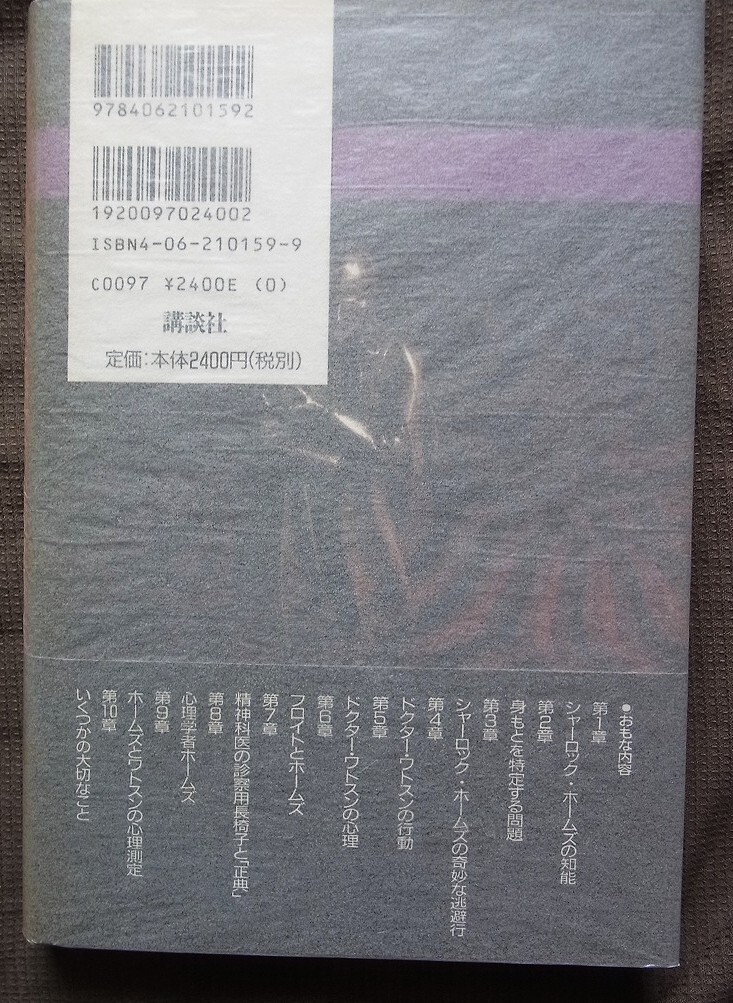 9784062101592
1920097024002
ISBN4-06-210159-9
C0097 ¥2400E (0)
講談社
定価:本体2400円(税別)
●おもな内容
第1章
シャーロック・ホームズの知能
第2章
身もとを特定する問題
第3章
シャーロック・ホームズの奇妙な逃避行
第4章
ドクター・ワトスンの行動
第5章
ドクター・ワトスンの心理
第6章
フロイトとホームズ
第7章
精神科医の診察用長椅子と「正典」
第8章
心理学者ホームズ
第9章
ホームズとワトスンの心理測定
第10章
いくつかの大切なこと